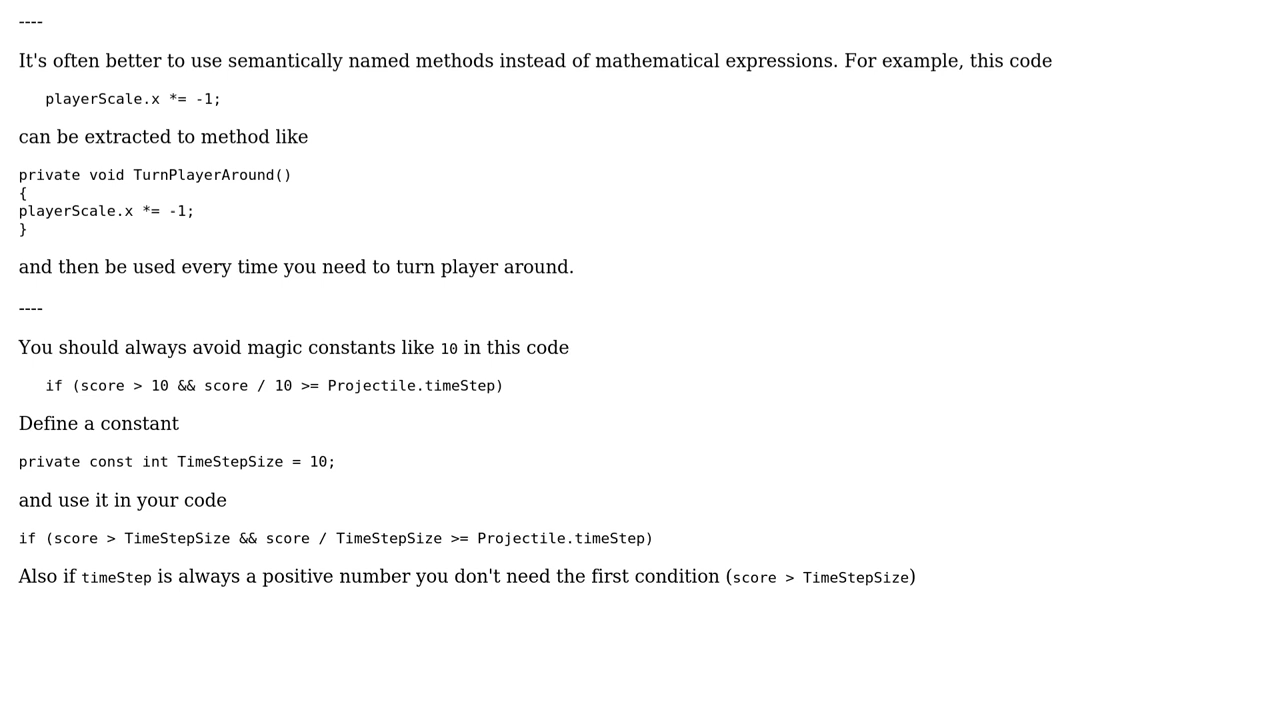 ----
It's often better to use semantically named methods instead of mathematical expressions. For example, this code
playerScale.x *= -1;
can be extracted to method like
private void TurnPlayerAround()
{
playerScale.x *= -1;
}
and then be used every time you need to turn player around.
----
You should always avoid magic constants like 10 in this code
if (score > 10 && score / 10 >= Projectile.timeStep)
Define a constant
private const int TimeStepSize = 10;
and use it in your code
if (score > TimeStepSize && score / TimeStepSize >= Projectile.timeStep)
Also if timeStep is always a positive number you don't need the first condition (score > TimeStepSize)